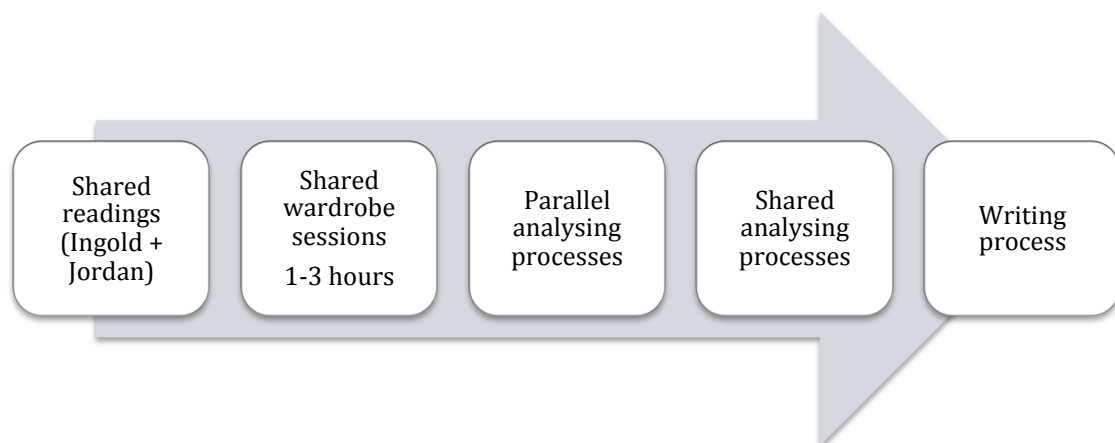 Shared
readings
(Ingold +
Jordan)
Shared
wardrobe
sessions
1-3 hours
Parallel
analysing
processes
Shared
analysing
processes
Writing
process